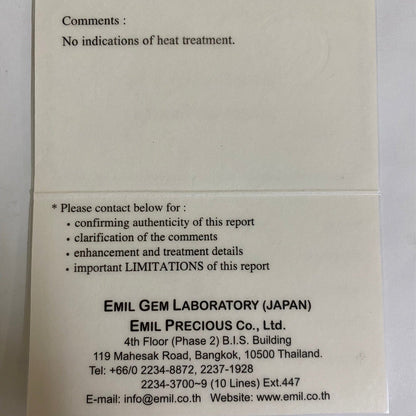 Comments :
No indications of heat treatment.
* Please contact below for :
• confirming authenticity of this report
• clarification of the comments
• enhancement and treatment details
• important LIMITATIONS of this report
EMIL GEM LABORATORY (JAPAN)
EMIL PRECIOUS Co., Ltd.
4th Floor (Phase 2) B.I.S. Building
119 Mahesak Road, Bangkok, 10500 Thailand.
Tel: +66/0 2234-8872, 2237-1928
2234-3700~9 (10 Lines) Ext.447
E-mail: info@emil.co.th Website: www.emil.co.th